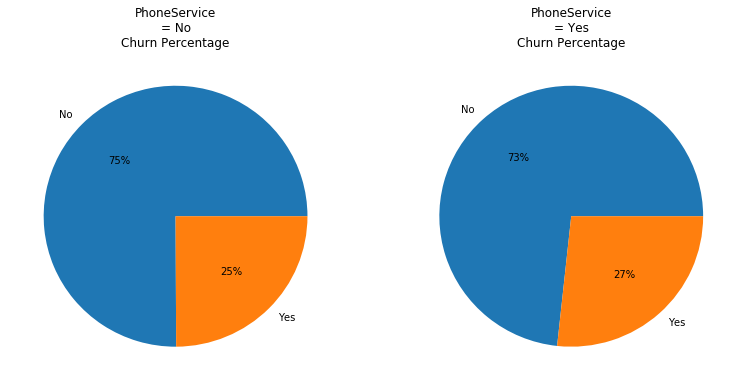 PhoneService
= No
Churn Percentage
No
75%
25%
Yes
PhoneService
= Yes
Churn Percentage
No
73%
27%
Yes